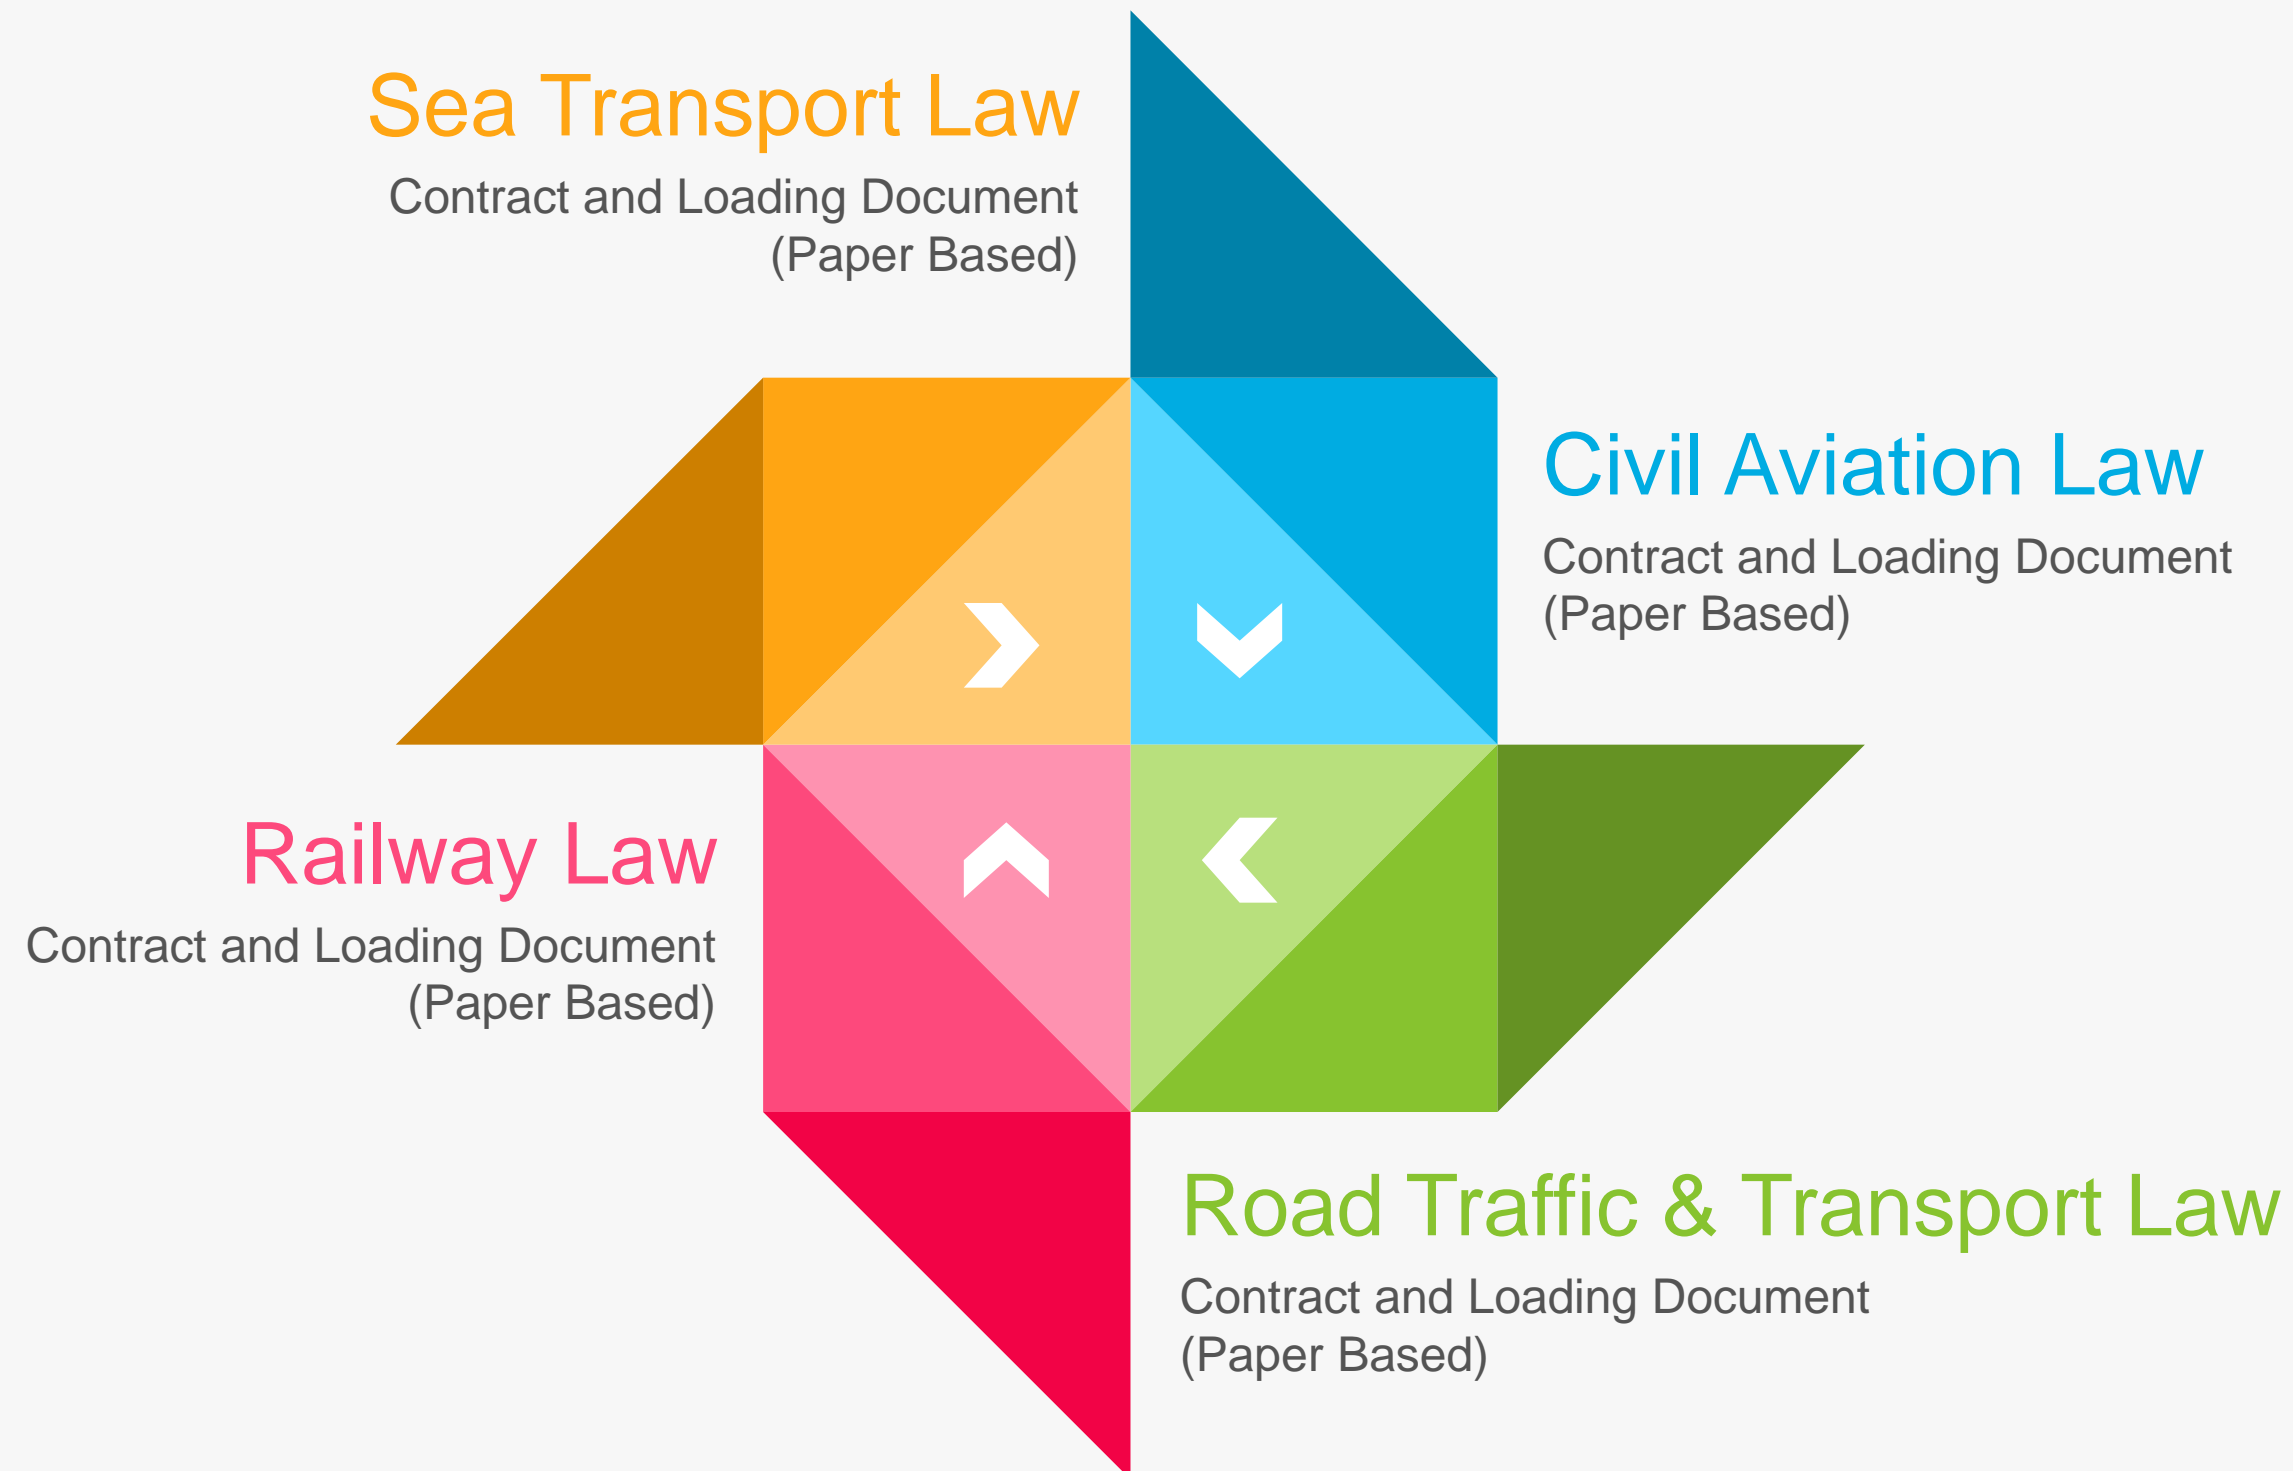 Sea Transport Law
Contract and Loading Document
(Paper Based)
Civil Aviation Law
Contract and Loading Document
(Paper Based)
Railway Law
Contract and Loading Document
(Paper Based)
Road Traffic & Transport Law
Contract and Loading Document
(Paper Based)